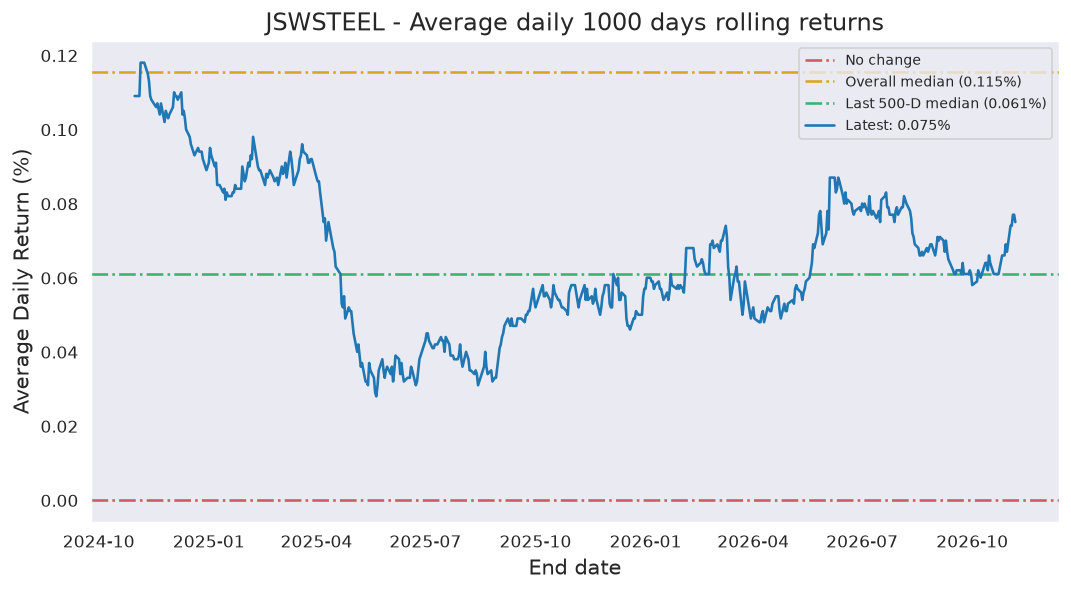 JSWSTEEL - Average daily 1000 days rolling returns
Average Daily Return (%)
0.12
0.10
0.08
0.06
0.04
0.02
0.00
No change
Overall median (0.115%)
Last 500-D median (0.061%)
Latest: 0.075%
2024-10 2025-01 2025-04 2025-07 2025-10 2026-01 2026-04 2026-07 2026-10
End date